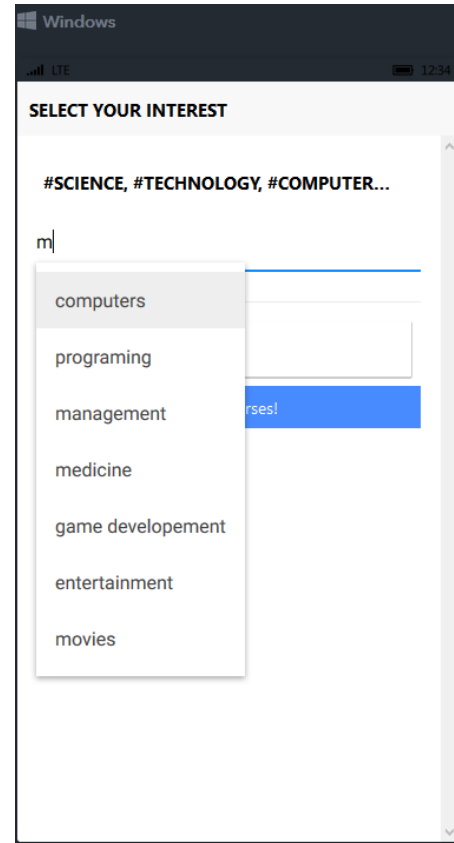 Windows
LTE 12:34
SELECT YOUR INTEREST
#SCIENCE, #TECHNOLOGY, #COMPUTER...
m
computers
programing
management
rses!
medicine
game developement
entertainment
movies